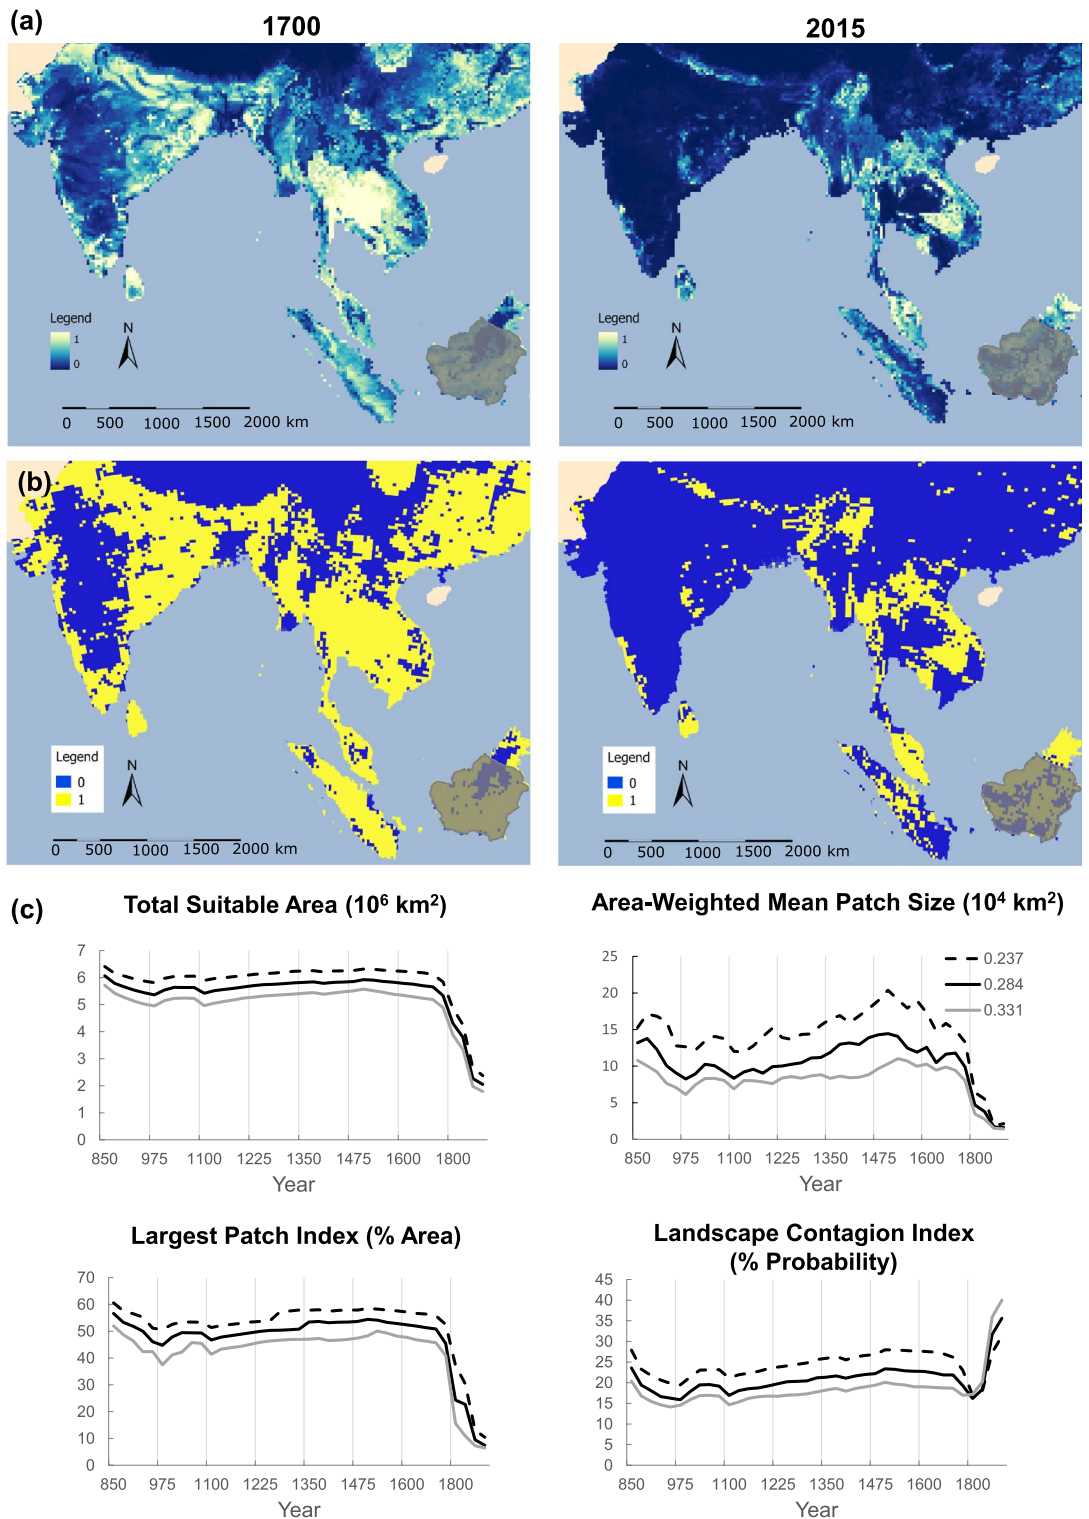 (a)
1700
2015
Legend
1
0
N
0 500 1000 1500 2000 km
Legend
1
0
N
0 500 1000 1500 2000 km
(b)
Legend
0
1
N
0 500 1000 1500 2000 km
Legend
0
1
N
0 500 1000 1500 2000 km
(c)
Total Suitable Area (10⁶ km²)
7
6
5
4
3
2
1
0
850 975 1100 1225 1350 1475 1600 1800
Year
Area-Weighted Mean Patch Size (10⁴ km²)
25
20
15
10
5
0
0.237
0.284
0.331
850 975 1100 1225 1350 1475 1600 1800
Year
Largest Patch Index (% Area)
70
60
50
40
30
20
10
0
850 975 1100 1225 1350 1475 1600 1800
Year
Landscape Contagion Index
(% Probability)
45
40
35
30
25
20
15
10
5
0
850 975 1100 1225 1350 1475 1600 1800
Year